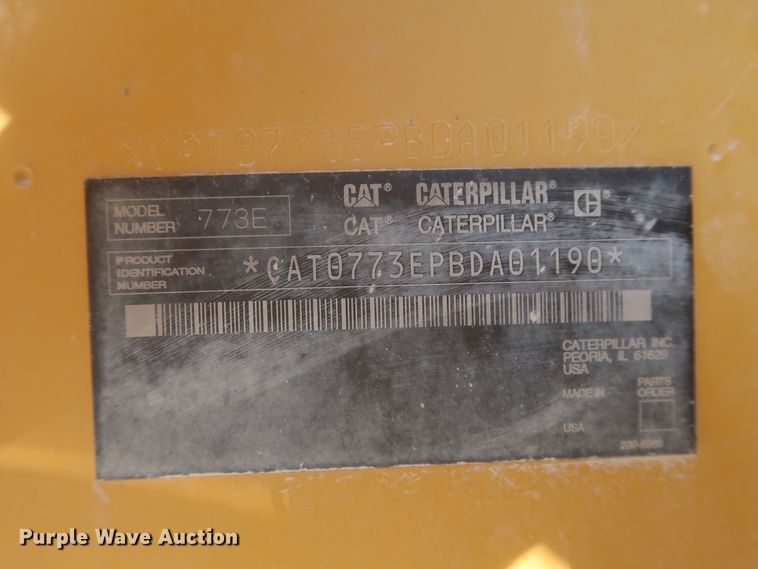 *CAT0773EPBDA01190*
CAT® CATERPILLAR® C
MODEL NUMBER 773E
CAT® CATERPILLAR®
PRODUCT IDENTIFICATION NUMBER *CAT0773EPBDA01190*
CATERPILLAR INC.
PEORIA, IL 61629
USA
MADE IN
PARTS ORDER
USA
Purple Wave Auction